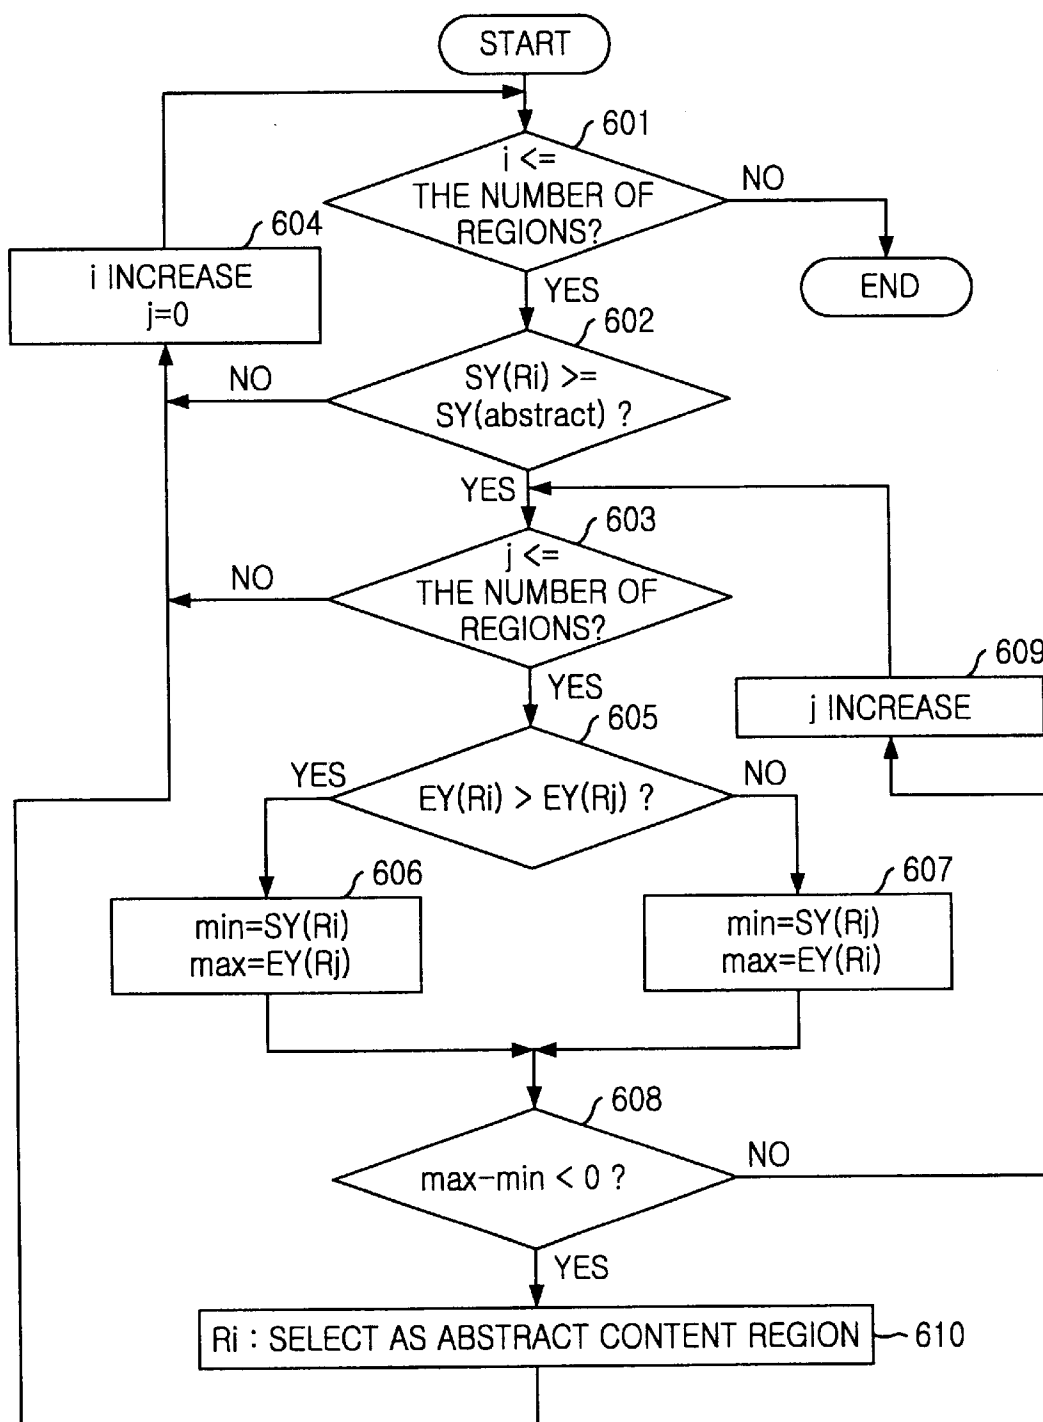 START
601
i <=
THE NUMBER OF
REGIONS?
NO
604
i INCREASE
j=0
END
YES
602
SY(Ri) >=
SY(abstract) ?
NO
YES
603
j <=
THE NUMBER OF
REGIONS?
NO
609
j INCREASE
YES
605
EY(Ri) > EY(Rj) ?
YES
NO
606
min=SY(Ri)
max=EY(Rj)
607
min=SY(Rj)
max=EY(Ri)
608
max-min < 0 ?
NO
YES
Ri : SELECT AS ABSTRACT CONTENT REGION
610